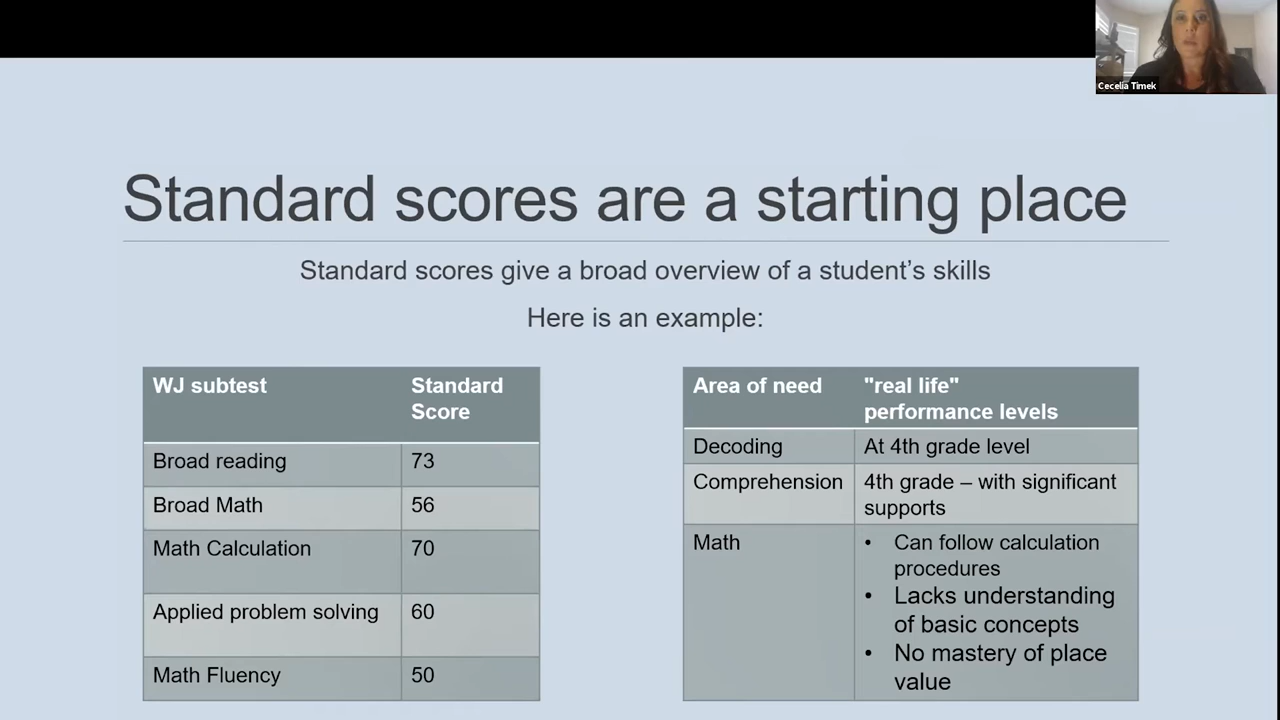 Cecelia Timek
Standard scores are a starting place
Standard scores give a broad overview of a student’s skills
Here is an example:
WJ subtest
Standard
Score
Broad reading
73
Broad Math
56
Math Calculation
70
Applied problem solving
60
Math Fluency
50
Area of need
"real life"
performance levels
Decoding
At 4th grade level
Comprehension
4th grade – with significant
supports
Math
• Can follow calculation
procedures
• Lacks understanding
of basic concepts
• No mastery of place
value